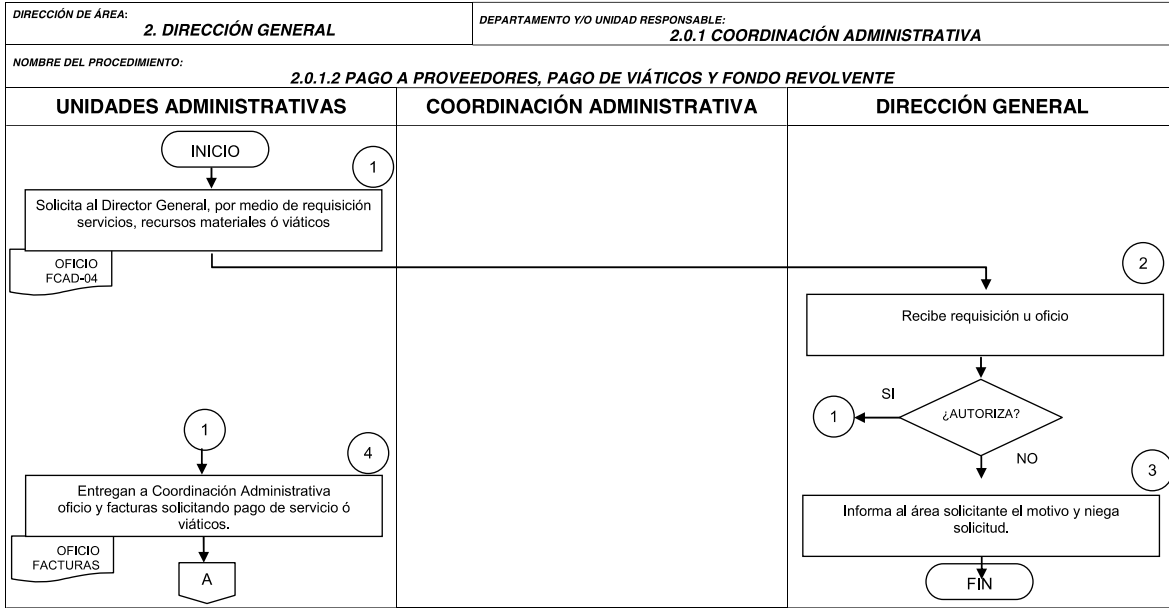 DIRECCIÓN DE ÁREA:
2. DIRECCIÓN GENERAL
DEPARTAMENTO Y/O UNIDAD RESPONSABLE:
2.0.1 COORDINACIÓN ADMINISTRATIVA
NOMBRE DEL PROCEDIMIENTO:
2.0.1.2 PAGO A PROVEEDORES, PAGO DE VIÁTICOS Y FONDO REVOLVENTE
UNIDADES ADMINISTRATIVAS
COORDINACIÓN ADMINISTRATIVA
DIRECCIÓN GENERAL
INICIO
1
Solicita al Director General, por medio de requisición
servicios, recursos materiales ó viáticos
OFICIO
FCAD-04
2
Recibe requisición u oficio
SI
¿AUTORIZA?
1
NO
3
Informa al área solicitante el motivo y niega
solicitud.
FIN
1
4
Entregan a Coordinación Administrativa
oficio y facturas solicitando pago de servicio ó
viáticos.
OFICIO
FACTURAS
A